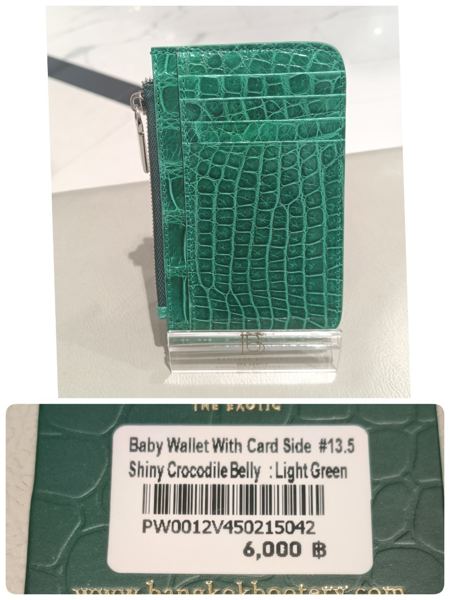 THE EXOTIC
Baby Wallet With Card Side #13.5
Shiny Crocodile Belly : Light Green
PW0012V450215042
6,000 ฿
www.bangkokbootery.com